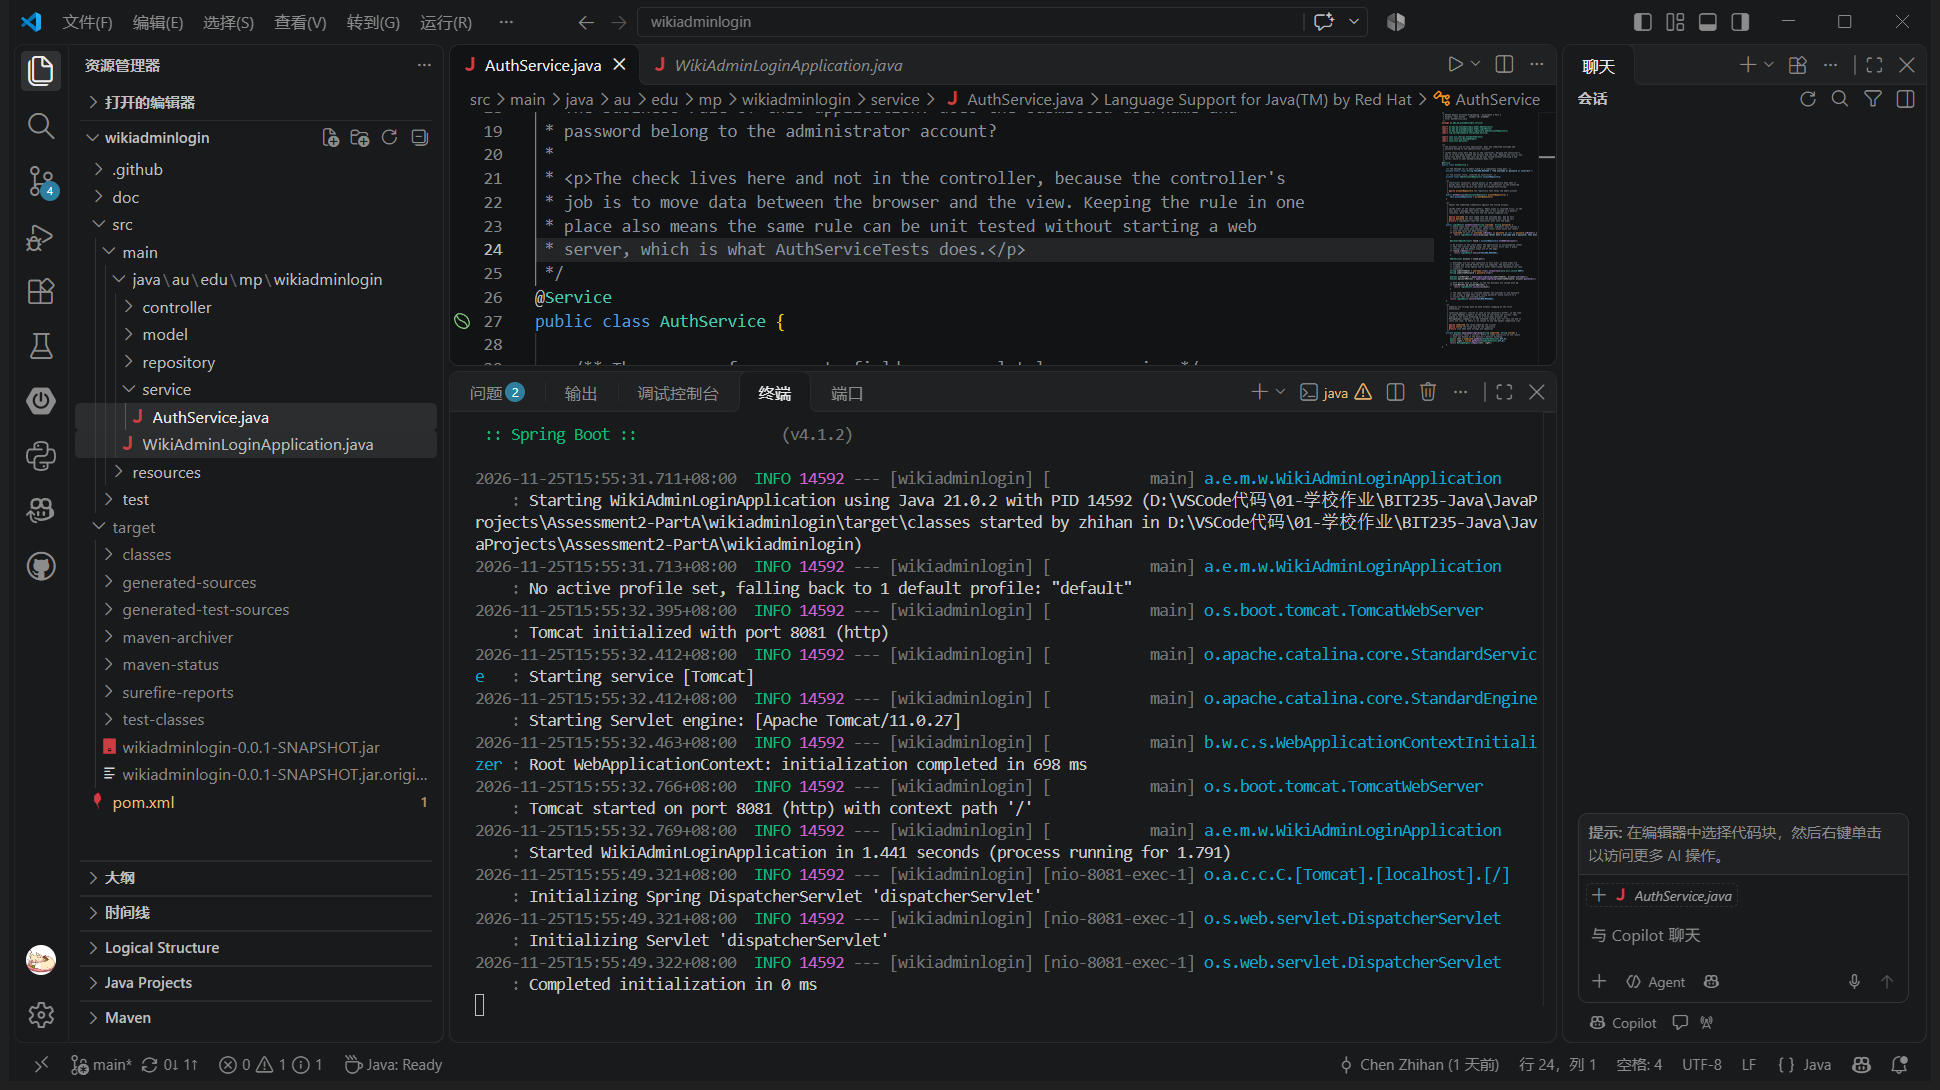 文件(F) 编辑(E) 选择(S) 查看(V) 转到(G) 运行(R) ··· wikiadminlogin
资源管理器
打开的编辑器
wikiadminlogin
.github
doc
src
main
java\au\edu\mp\wikiadminlogin
controller
model
repository
service
AuthService.java
WikiAdminLoginApplication.java
resources
test
target
classes
generated-sources
generated-test-sources
maven-archiver
maven-status
surefire-reports
test-classes
wikiadminlogin-0.0.1-SNAPSHOT.jar
wikiadminlogin-0.0.1-SNAPSHOT.jar.origi...
pom.xml 1
大纲
时间线
Logical Structure
Java Projects
Maven
4
AuthService.java WikiAdminLoginApplication.java
src > main > java > au > edu > mp > wikiadminlogin > service > AuthService.java > Language Support for Java(TM) by Red Hat > AuthService
19 * password belong to the administrator account?
20 *
21 * <p>The check lives here and not in the controller, because the controller's
22 * job is to move data between the browser and the view. Keeping the rule in one
23 * place also means the same rule can be unit tested without starting a web
24 * server, which is what AuthServiceTests does.</p>
25 */
26 @Service
27 public class AuthService {
28
问题 2 输出 调试控制台 终端 端口 java
:: Spring Boot :: (v4.1.2)
2026-11-25T15:55:31.711+08:00 INFO 14592 --- [wikiadminlogin] [ main] a.e.m.w.WikiAdminLoginApplication
: Starting WikiAdminLoginApplication using Java 21.0.2 with PID 14592 (D:\VSCode代码\01-学校作业\BIT235-Java\JavaP
rojects\Assessment2-PartA\wikiadminlogin\target\classes started by zhihan in D:\VSCode代码\01-学校作业\BIT235-Java\Jav
aProjects\Assessment2-PartA\wikiadminlogin)
2026-11-25T15:55:31.713+08:00 INFO 14592 --- [wikiadminlogin] [ main] a.e.m.w.WikiAdminLoginApplication
: No active profile set, falling back to 1 default profile: "default"
2026-11-25T15:55:32.395+08:00 INFO 14592 --- [wikiadminlogin] [ main] o.s.boot.tomcat.TomcatWebServer
: Tomcat initialized with port 8081 (http)
2026-11-25T15:55:32.412+08:00 INFO 14592 --- [wikiadminlogin] [ main] o.apache.catalina.core.StandardServic
e : Starting service [Tomcat]
2026-11-25T15:55:32.412+08:00 INFO 14592 --- [wikiadminlogin] [ main] o.apache.catalina.core.StandardEngine
: Starting Servlet engine: [Apache Tomcat/11.0.27]
2026-11-25T15:55:32.463+08:00 INFO 14592 --- [wikiadminlogin] [ main] b.w.c.s.WebApplicationContextInitiali
zer : Root WebApplicationContext: initialization completed in 698 ms
2026-11-25T15:55:32.766+08:00 INFO 14592 --- [wikiadminlogin] [ main] o.s.boot.tomcat.TomcatWebServer
: Tomcat started on port 8081 (http) with context path '/'
2026-11-25T15:55:32.769+08:00 INFO 14592 --- [wikiadminlogin] [ main] a.e.m.w.WikiAdminLoginApplication
: Started WikiAdminLoginApplication in 1.441 seconds (process running for 1.791)
2026-11-25T15:55:49.321+08:00 INFO 14592 --- [wikiadminlogin] [nio-8081-exec-1] o.a.c.c.C.[Tomcat].[localhost].[/]
: Initializing Spring DispatcherServlet 'dispatcherServlet'
2026-11-25T15:55:49.321+08:00 INFO 14592 --- [wikiadminlogin] [nio-8081-exec-1] o.s.web.servlet.DispatcherServlet
: Initializing Servlet 'dispatcherServlet'
2026-11-25T15:55:49.322+08:00 INFO 14592 --- [wikiadminlogin] [nio-8081-exec-1] o.s.web.servlet.DispatcherServlet
: Completed initialization in 0 ms
聊天
会话
提示: 在编辑器中选择代码块，然后右键单击
以访问更多 AI 操作。
AuthService.java
与 Copilot 聊天
Agent
Copilot
main* 0↓ 1↑ 0 1 1 Java: Ready Chen Zhihan (1 天前) 行 24，列 1 空格: 4 UTF-8 LF { } Java